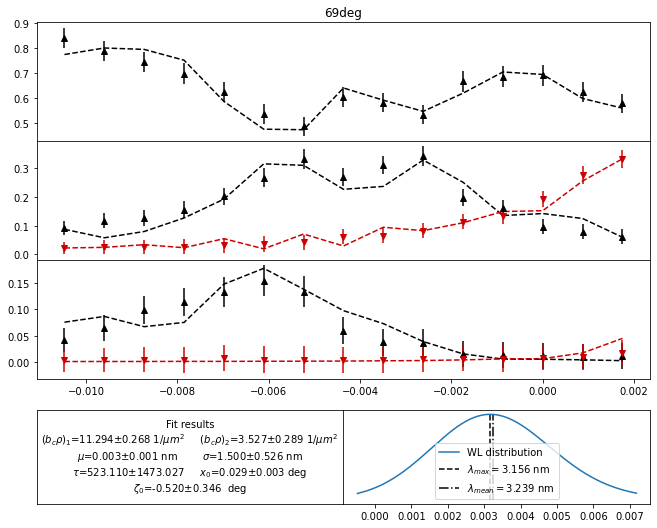 69deg
0.9
0.8
0.7
0.6
0.5
0.3
0.2
0.1
0.0
0.15
0.10
0.05
0.00
−0.010 −0.008 −0.006 −0.004 −0.002 0.000 0.002
Fit results
$(b_c\rho)_1$=11.294±0.268 1/$\mu m^2$ $(b_c\rho)_2$=3.527±0.289 1/$\mu m^2$
$\mu$=0.003±0.001 nm $\sigma$=1.500±0.526 nm
$\tau$=523.110±1473.027 $x_0$=0.029±0.003 deg
$\zeta_0$=-0.520±0.346 deg
WL distribution
$\lambda_{max}$ = 3.156 nm
$\lambda_{mean}$ = 3.239 nm
0.000 0.001 0.002 0.003 0.004 0.005 0.006 0.007